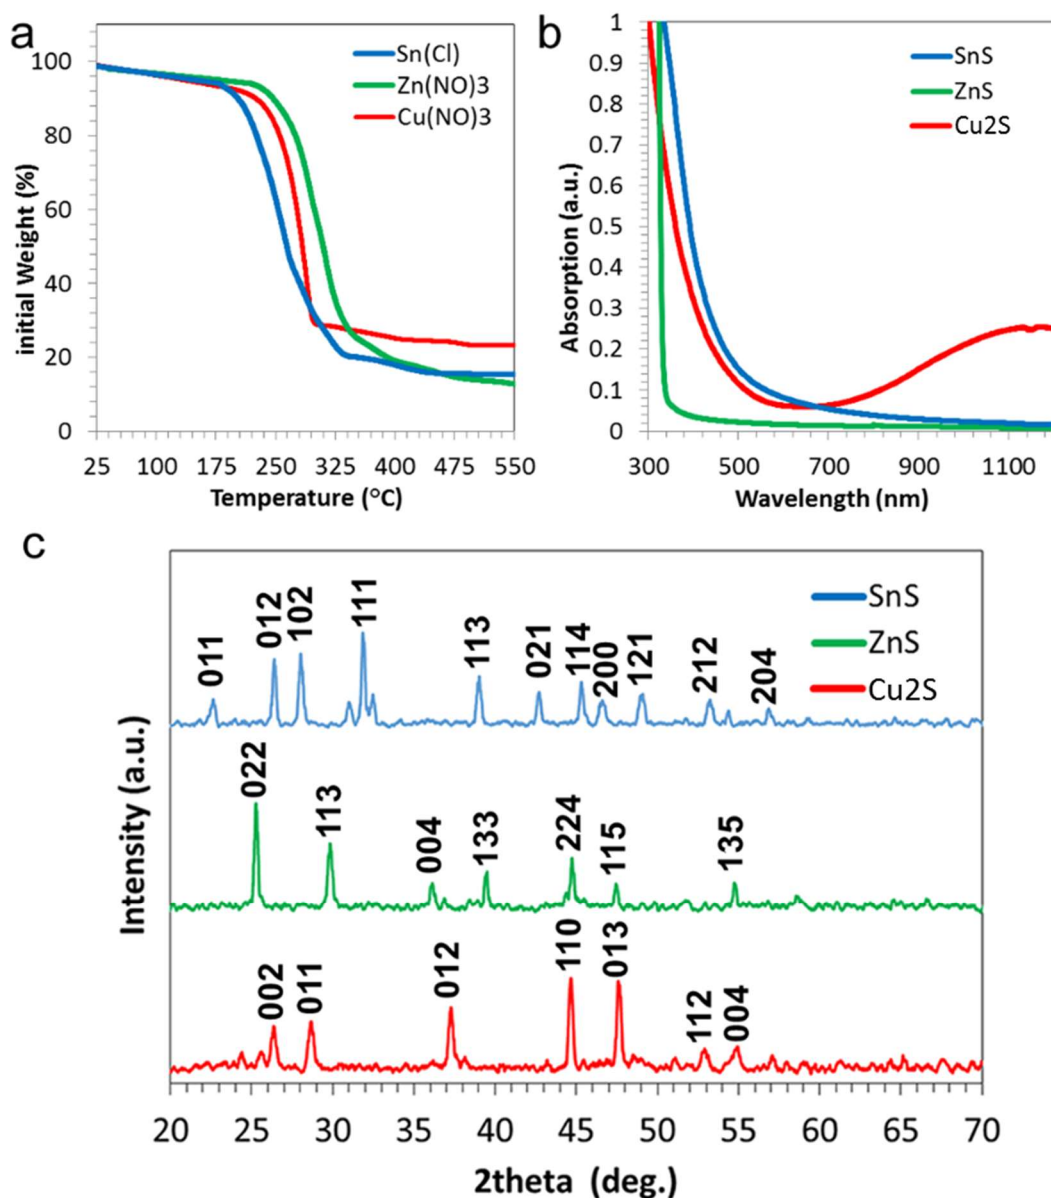 a
Sn(Cl)
Zn(NO)3
Cu(NO)3
initial Weight (%)
100
80
60
40
20
0
25 100 175 250 325 400 475 550
Temperature (°C)
b
SnS
ZnS
Cu2S
Absorption (a.u.)
1
0.9
0.8
0.7
0.6
0.5
0.4
0.3
0.2
0.1
0
300 500 700 900 1100
Wavelength (nm)
c
SnS
ZnS
Cu2S
Intensity (a.u.)
011 012 102 111 113 021 114 200 121 212 204
022 113 004 133 224 115 135
002 011 012 110 013 112 004
20 25 30 35 40 45 50 55 60 65 70
2theta (deg.)